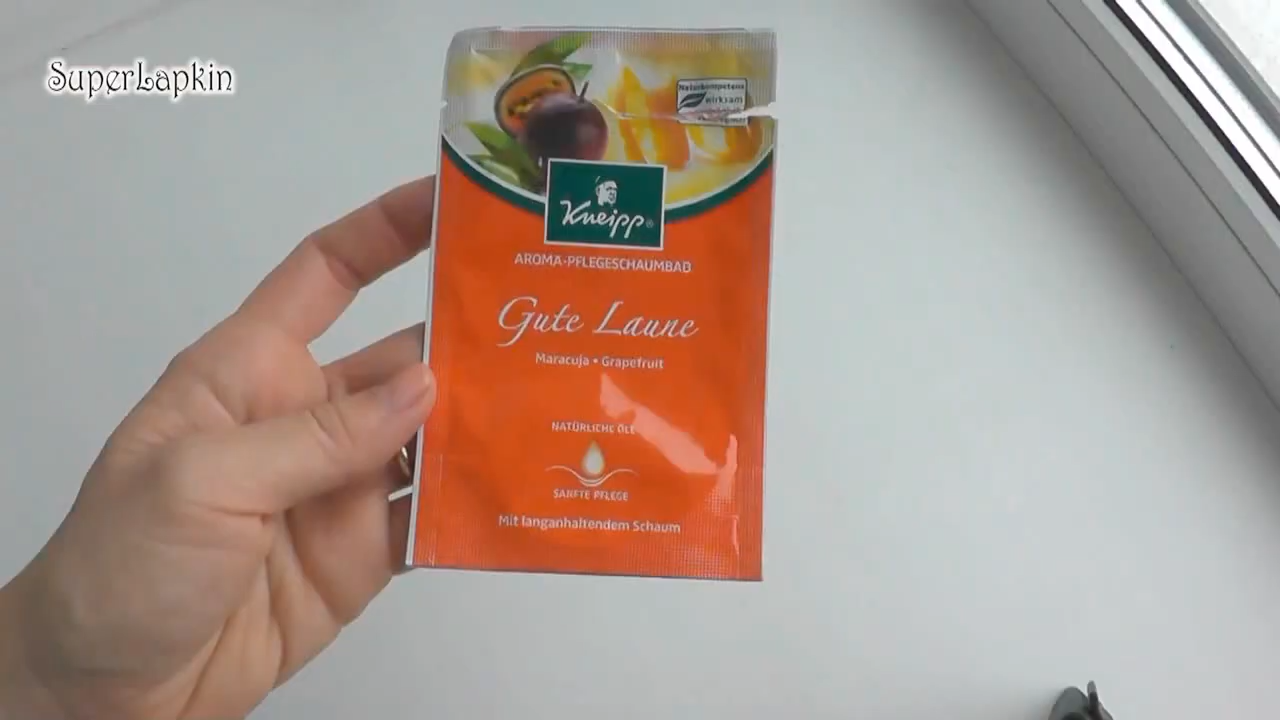 SuperLapkin
Naturkompetenz
wirksam
Kneipp®
AROMA-PFLEGESCHAUMBAD
Gute Laune
Maracuja • Grapefruit
NATÜRLICHE ÖLE
SANFTE PFLEGE
Mit langanhaltendem Schaum